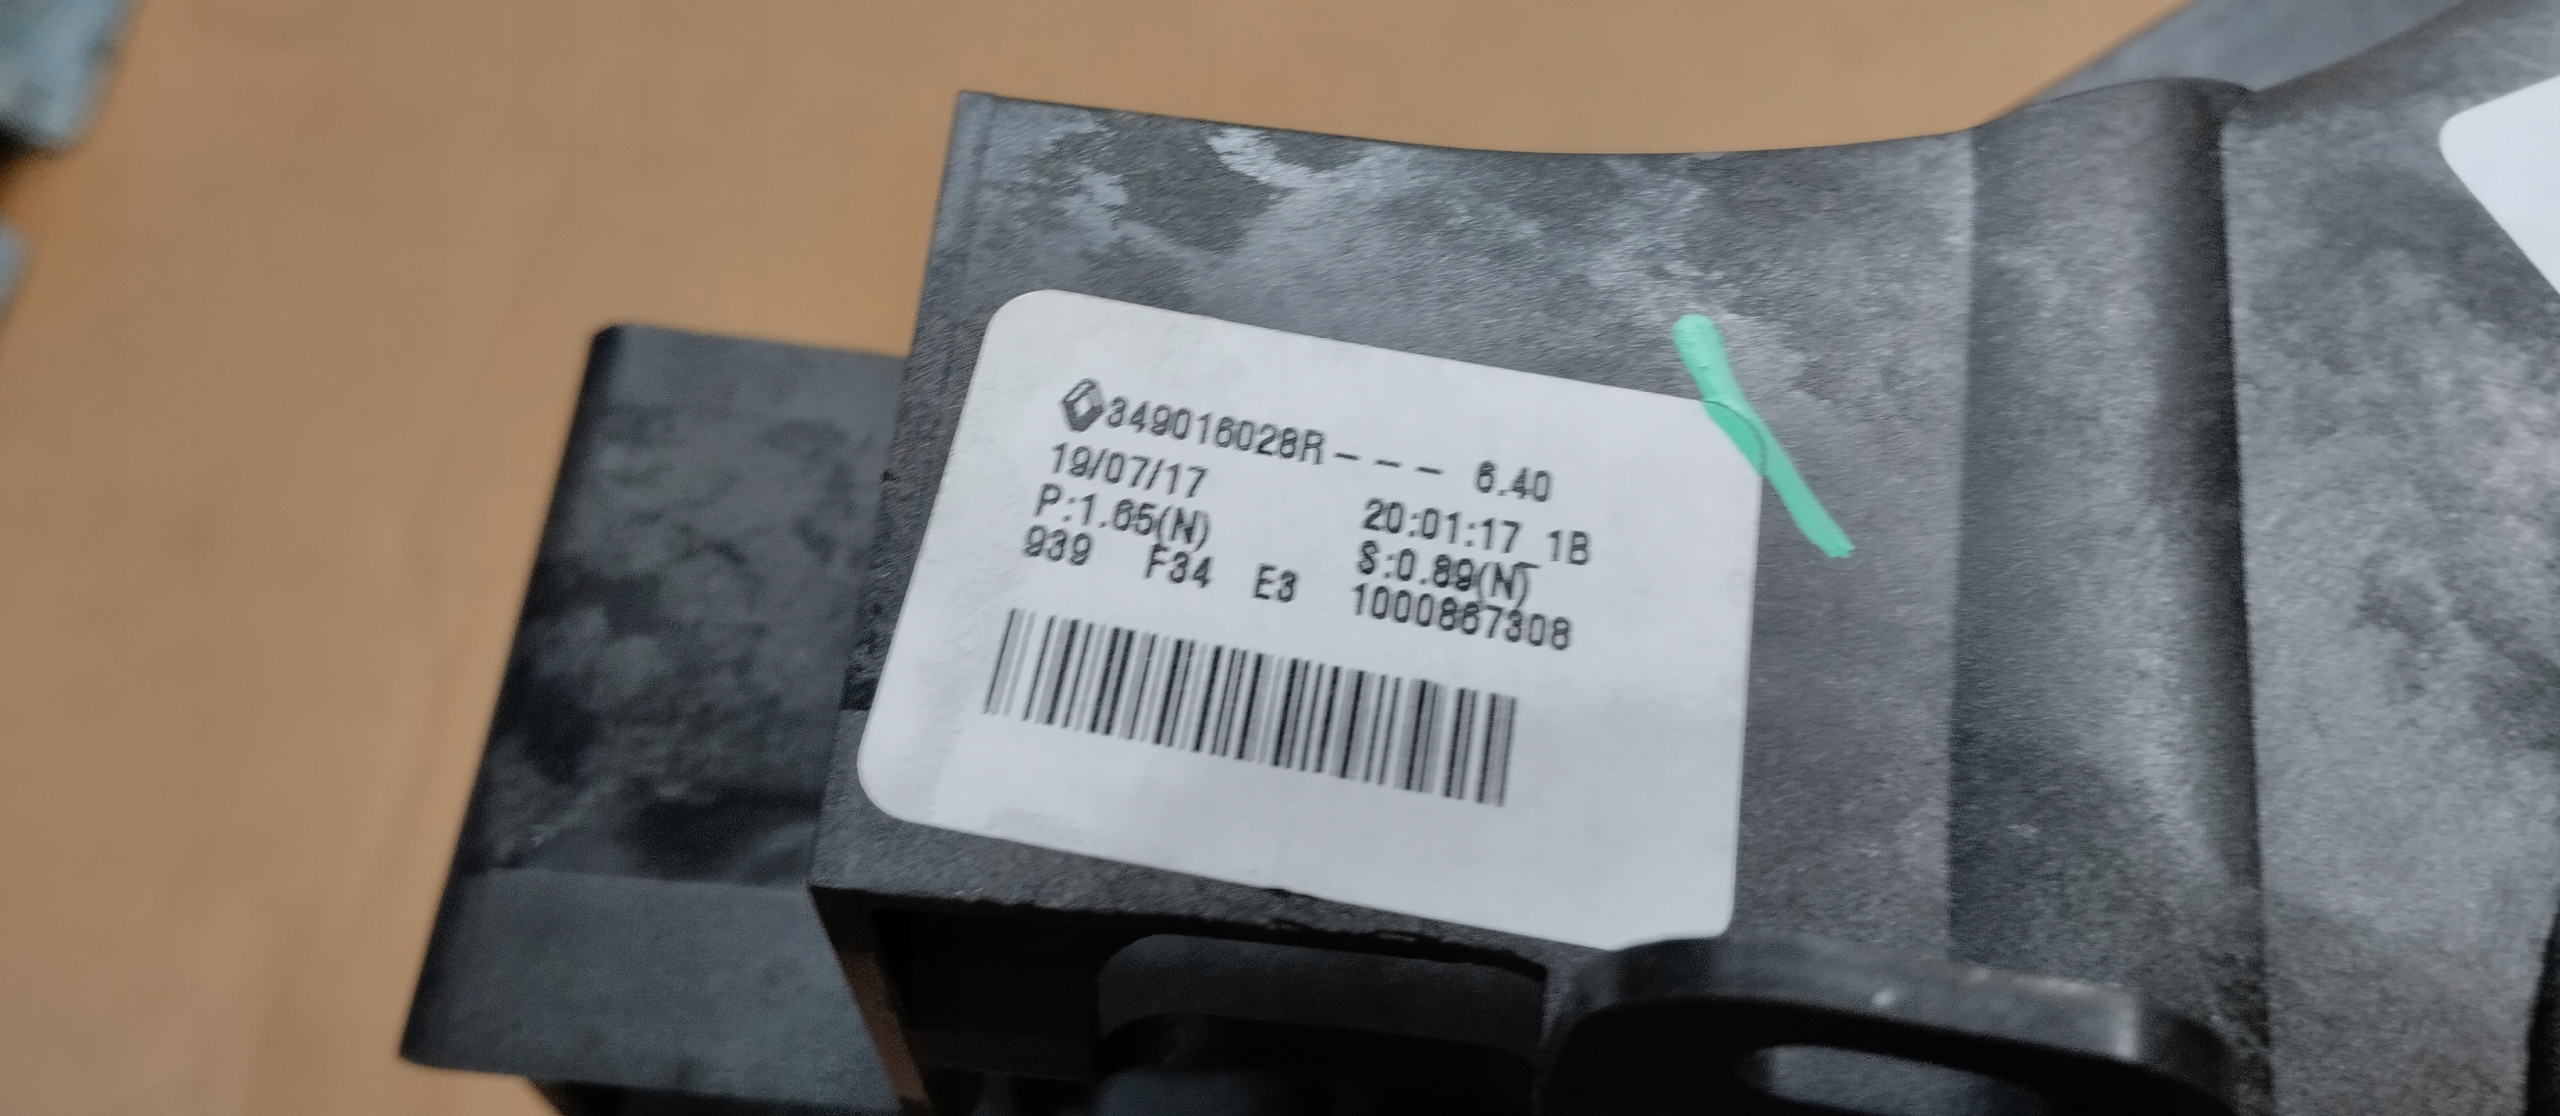 349016028R--- 6.40
19/07/17 20:01:17 1B
P:1.65(N) S:0.89(N)
939 F34 E3 1000867308